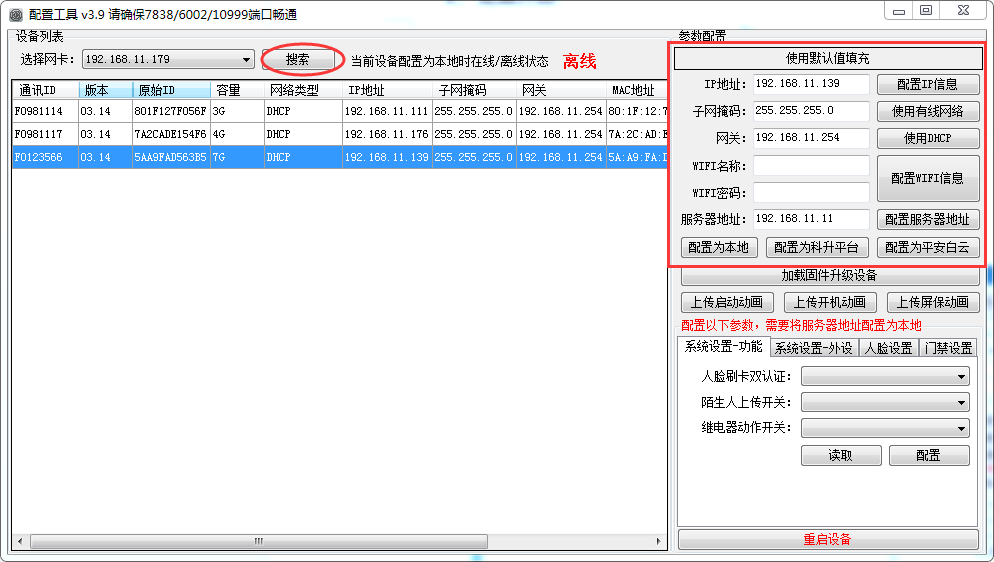 配置工具 v3.9 请确保7838/6002/10999端口畅通
设备列表
选择网卡: 192.168.11.179 搜索 当前设备配置为本地时在线/离线状态 离线
通讯ID 版本 原始ID 容量 网络类型 IP地址 子网掩码 网关 MAC地址
F0981114 03.14 801F127F056F 3G DHCP 192.168.11.111 255.255.255.0 192.168.11.254 80:1F:12:7
F0981117 03.14 7A2CADE154F6 4G DHCP 192.168.11.176 255.255.255.0 192.168.11.254 7A:2C:AD:E
F0123566 03.14 5AA9FAD563B5 7G DHCP 192.168.11.139 255.255.255.0 192.168.11.254 5A:A9:FA:D
参数配置
使用默认值填充
IP地址: 192.168.11.139 配置IP信息
子网掩码: 255.255.255.0 使用有线网络
网关: 192.168.11.254 使用DHCP
WIFI名称: 配置WIFI信息
WIFI密码:
服务器地址: 192.168.11.11 配置服务器地址
配置为本地 配置为科升平台 配置为平安白云
加载固件升级设备
上传启动动画 上传开机动画 上传屏保动画
配置以下参数，需要将服务器地址配置为本地
系统设置-功能 系统设置-外设 人脸设置 门禁设置
人脸刷卡双认证:
陌生人上传开关:
继电器动作开关:
读取 配置
重启设备